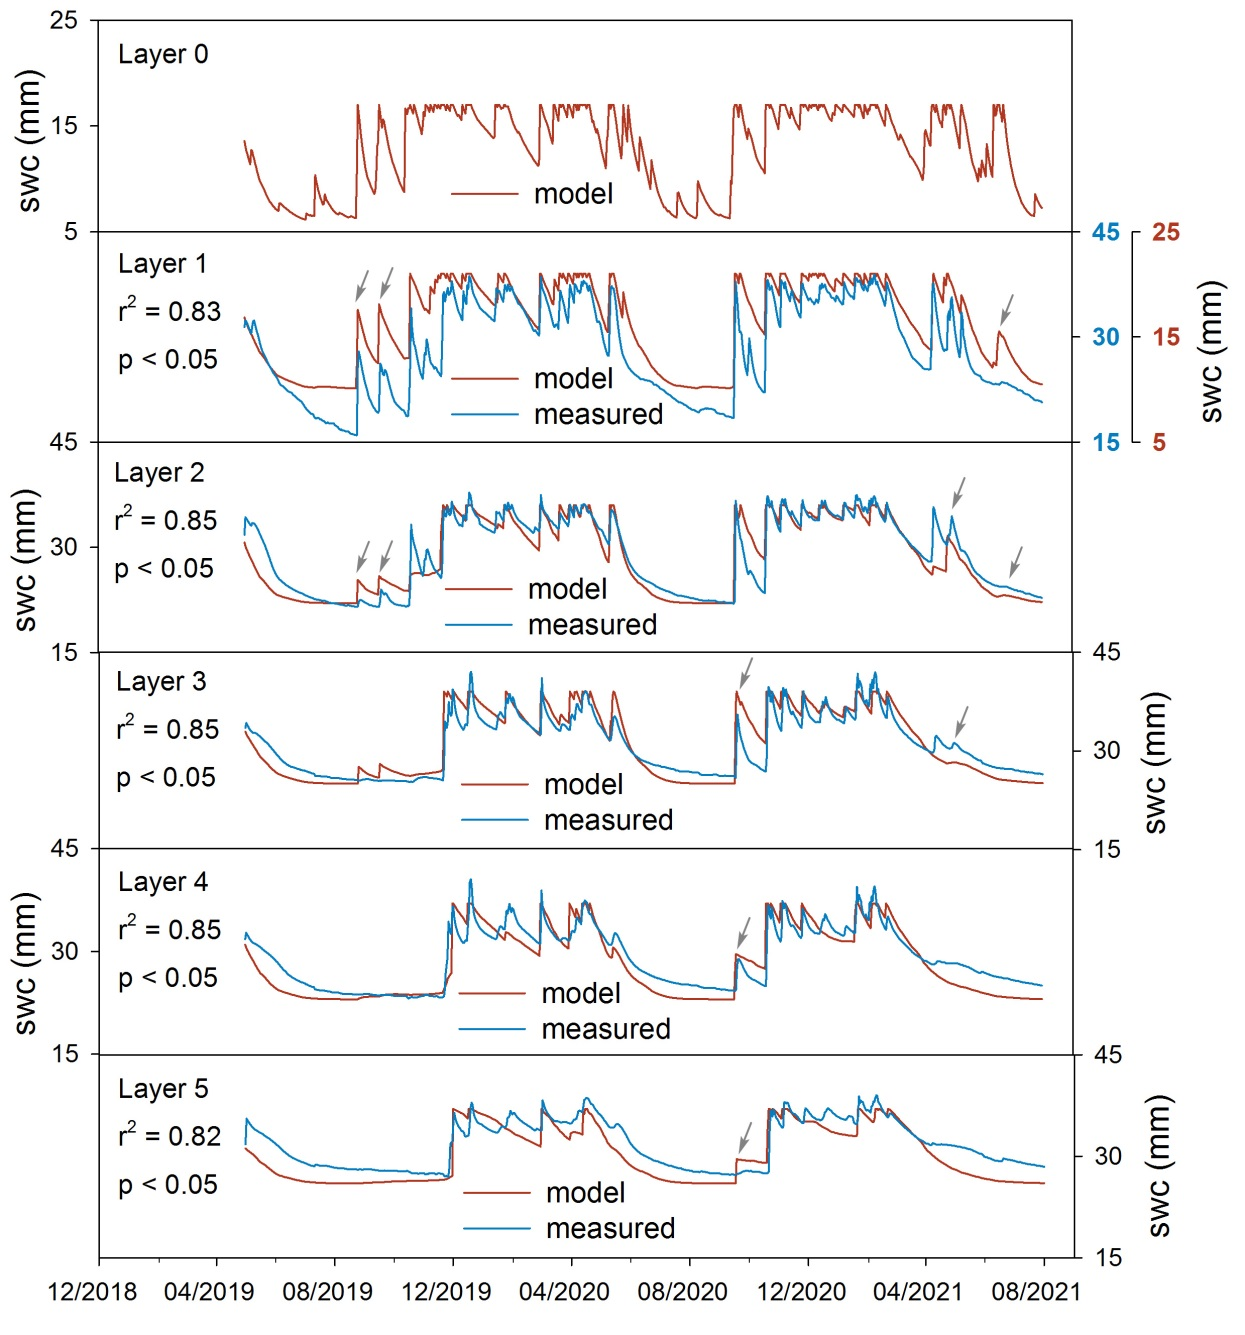 25
Layer 0
swc (mm)
15
model
5
45
25
Layer 1
r2 = 0.83
30
15
swc (mm)
p < 0.05
model
measured
15
5
45
Layer 2
r2 = 0.85
swc (mm)
30
p < 0.05
model
measured
15
45
Layer 3
r2 = 0.85
30
swc (mm)
p < 0.05
model
measured
45
15
Layer 4
r2 = 0.85
swc (mm)
30
p < 0.05
model
measured
15
45
Layer 5
r2 = 0.82
30
swc (mm)
p < 0.05
model
measured
15
12/2018 04/2019 08/2019 12/2019 04/2020 08/2020 12/2020 04/2021 08/2021